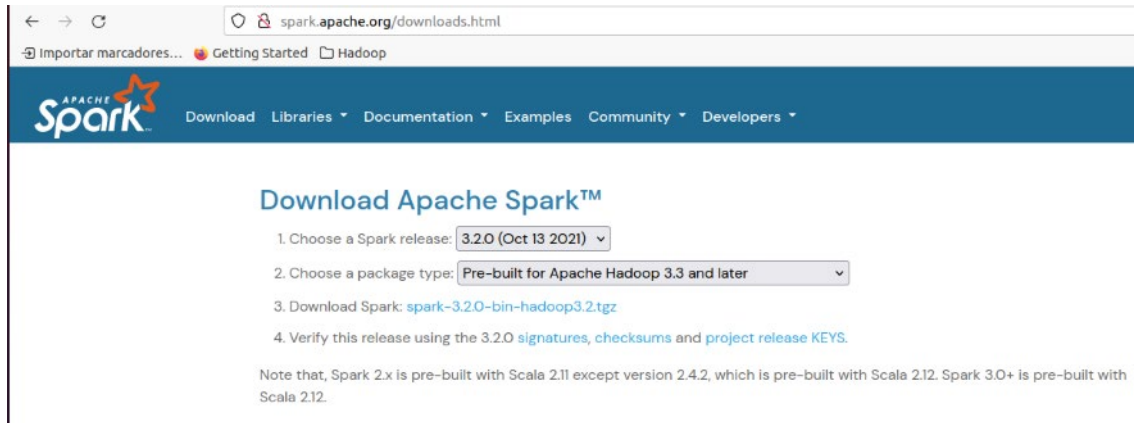 spark.apache.org/downloads.html
Importar marcadores... Getting Started Hadoop
APACHE
Spark™ Download Libraries Documentation Examples Community Developers
Download Apache Spark™
1. Choose a Spark release: 3.2.0 (Oct 13 2021)
2. Choose a package type: Pre-built for Apache Hadoop 3.3 and later
3. Download Spark: spark-3.2.0-bin-hadoop3.2.tgz
4. Verify this release using the 3.2.0 signatures, checksums and project release KEYS.
Note that, Spark 2.x is pre-built with Scala 2.11 except version 2.4.2, which is pre-built with Scala 2.12. Spark 3.0+ is pre-built with
Scala 2.12.